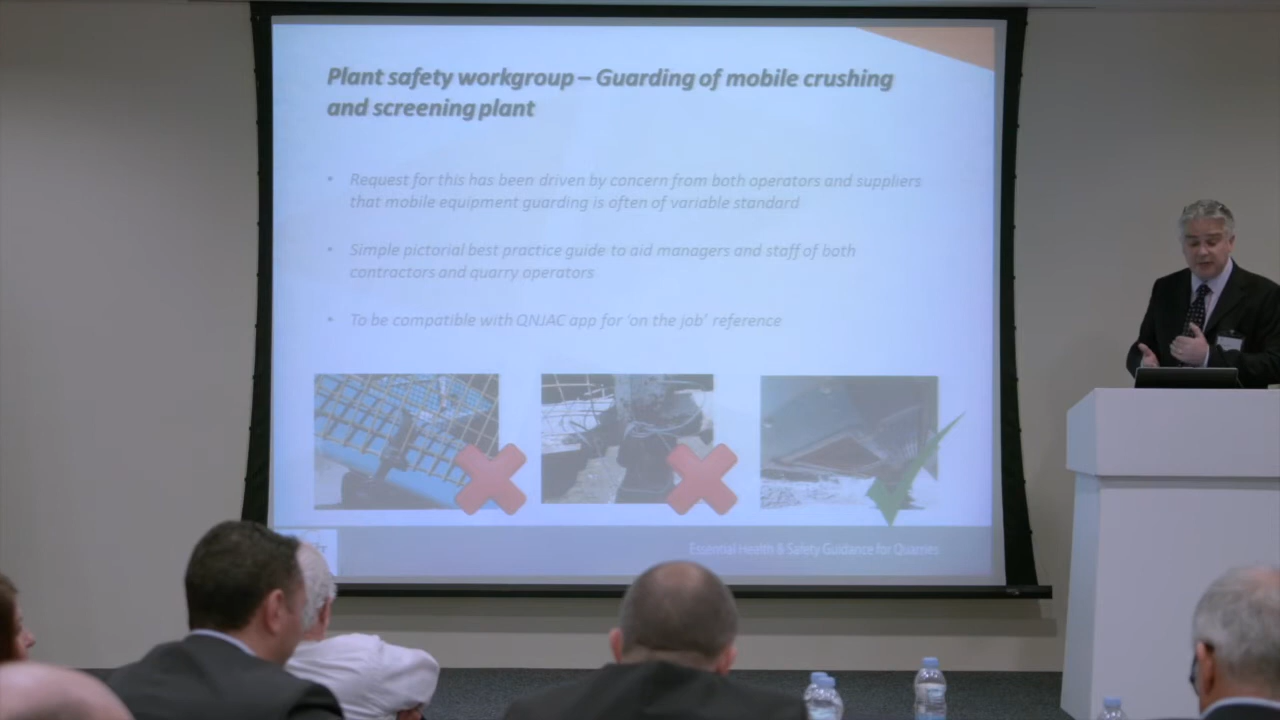 Plant safety workgroup – Guarding of mobile crushing
and screening plant
• Request for this has been driven by concern from both operators and suppliers
that mobile equipment guarding is often of variable standard
• Simple pictorial best practice guide to aid managers and staff of both
contractors and quarry operators
• To be compatible with QNJAC app for 'on the job' reference
Essential Health & Safety Guidance for Quarries